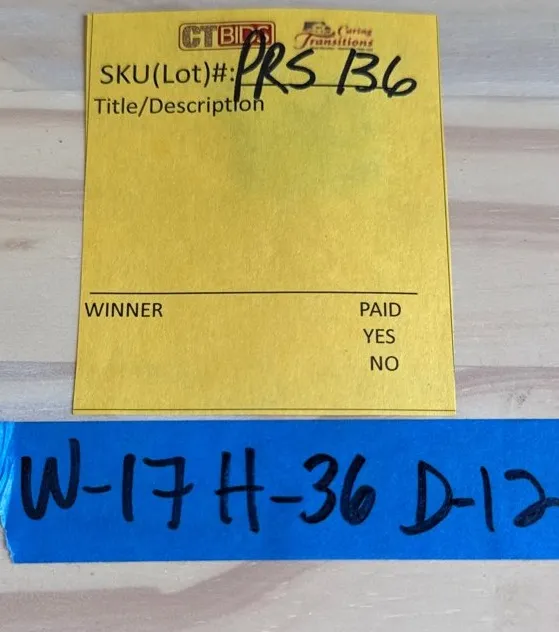 CTBIDS Caring Transitions
SKU(Lot)#: PRS 136
Title/Description
WINNER PAID
YES
NO
W-17 H-36 D-12